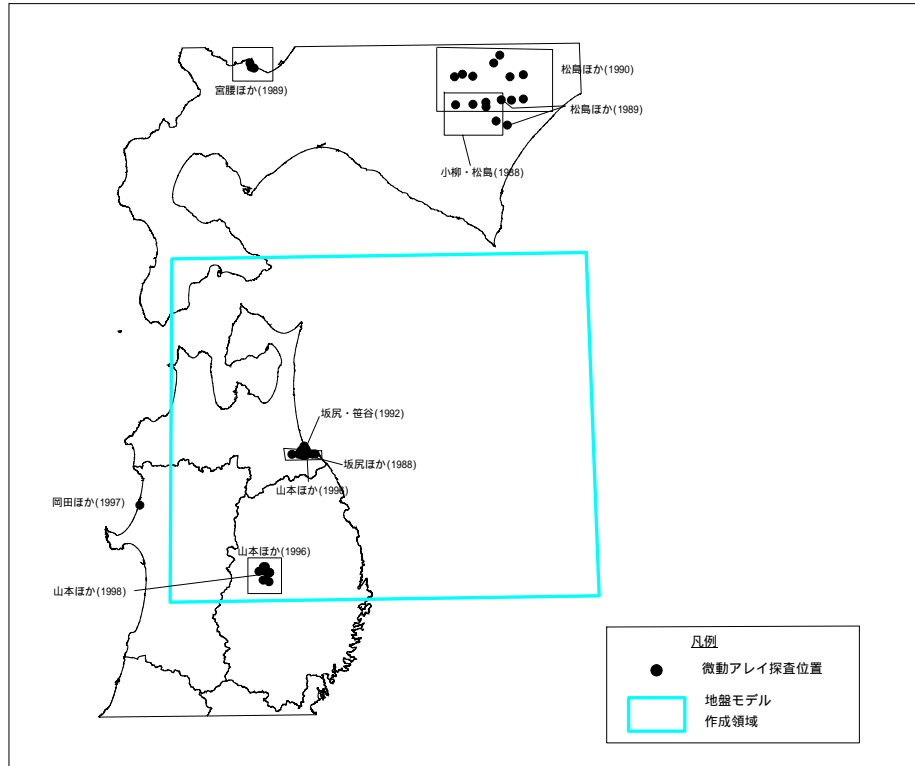 松島ほか(1990)
宮腰ほか(1989)
松島ほか(1989)
小柳・松島(1988)
坂尻・笹谷(1992)
坂尻ほか(1988)
山本ほか(1996)
岡田ほか(1997)
山本ほか(1996)
山本ほか(1998)
凡例
微動アレイ探査位置
地盤モデル
作成領域